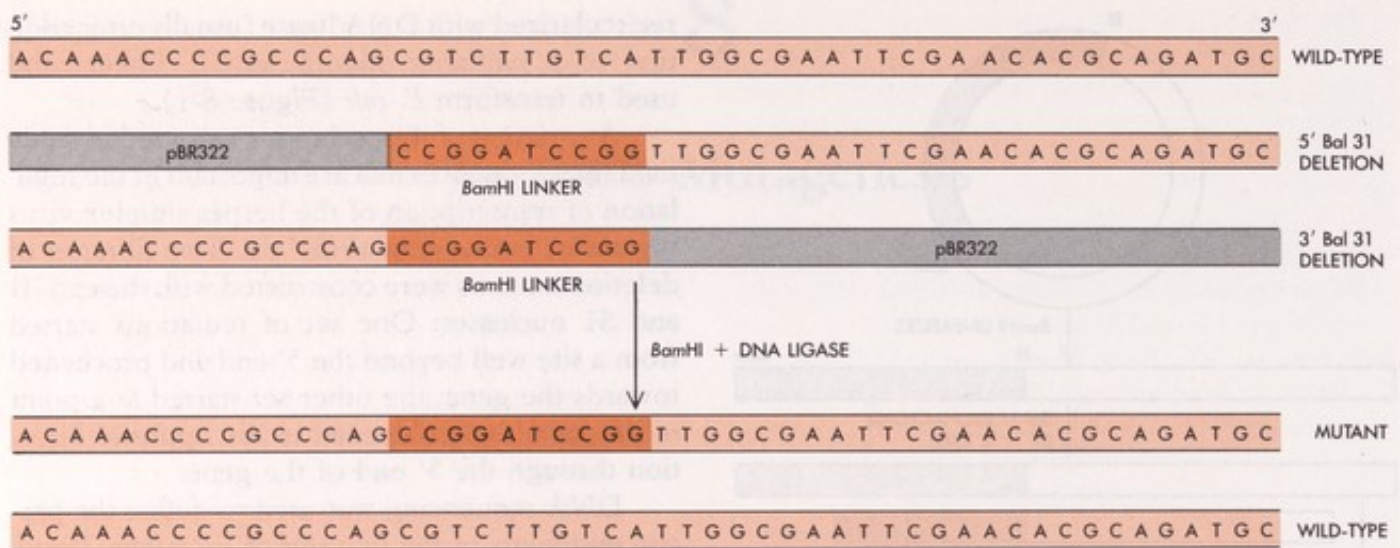 5′ 3′
A C A A A C C C C G C C C A G C G T C T T G T C A T T G G C G A A T T C G A A C A C G C A G A T G C WILD-TYPE
pBR322 C C G G A T C C G G T T G G C G A A T T C G A A C A C G C A G A T G C 5′ Bal 31
DELETION
BamHI LINKER
A C A A A C C C C G C C C A G C C G G A T C C G G pBR322 3′ Bal 31
DELETION
BamHI LINKER
BamHI + DNA LIGASE
A C A A A C C C C G C C C A G C C G G A T C C G G T T G G C G A A T T C G A A C A C G C A G A T G C MUTANT
A C A A A C C C C G C C C A G C G T C T T G T C A T T G G C G A A T T C G A A C A C G C A G A T G C WILD-TYPE